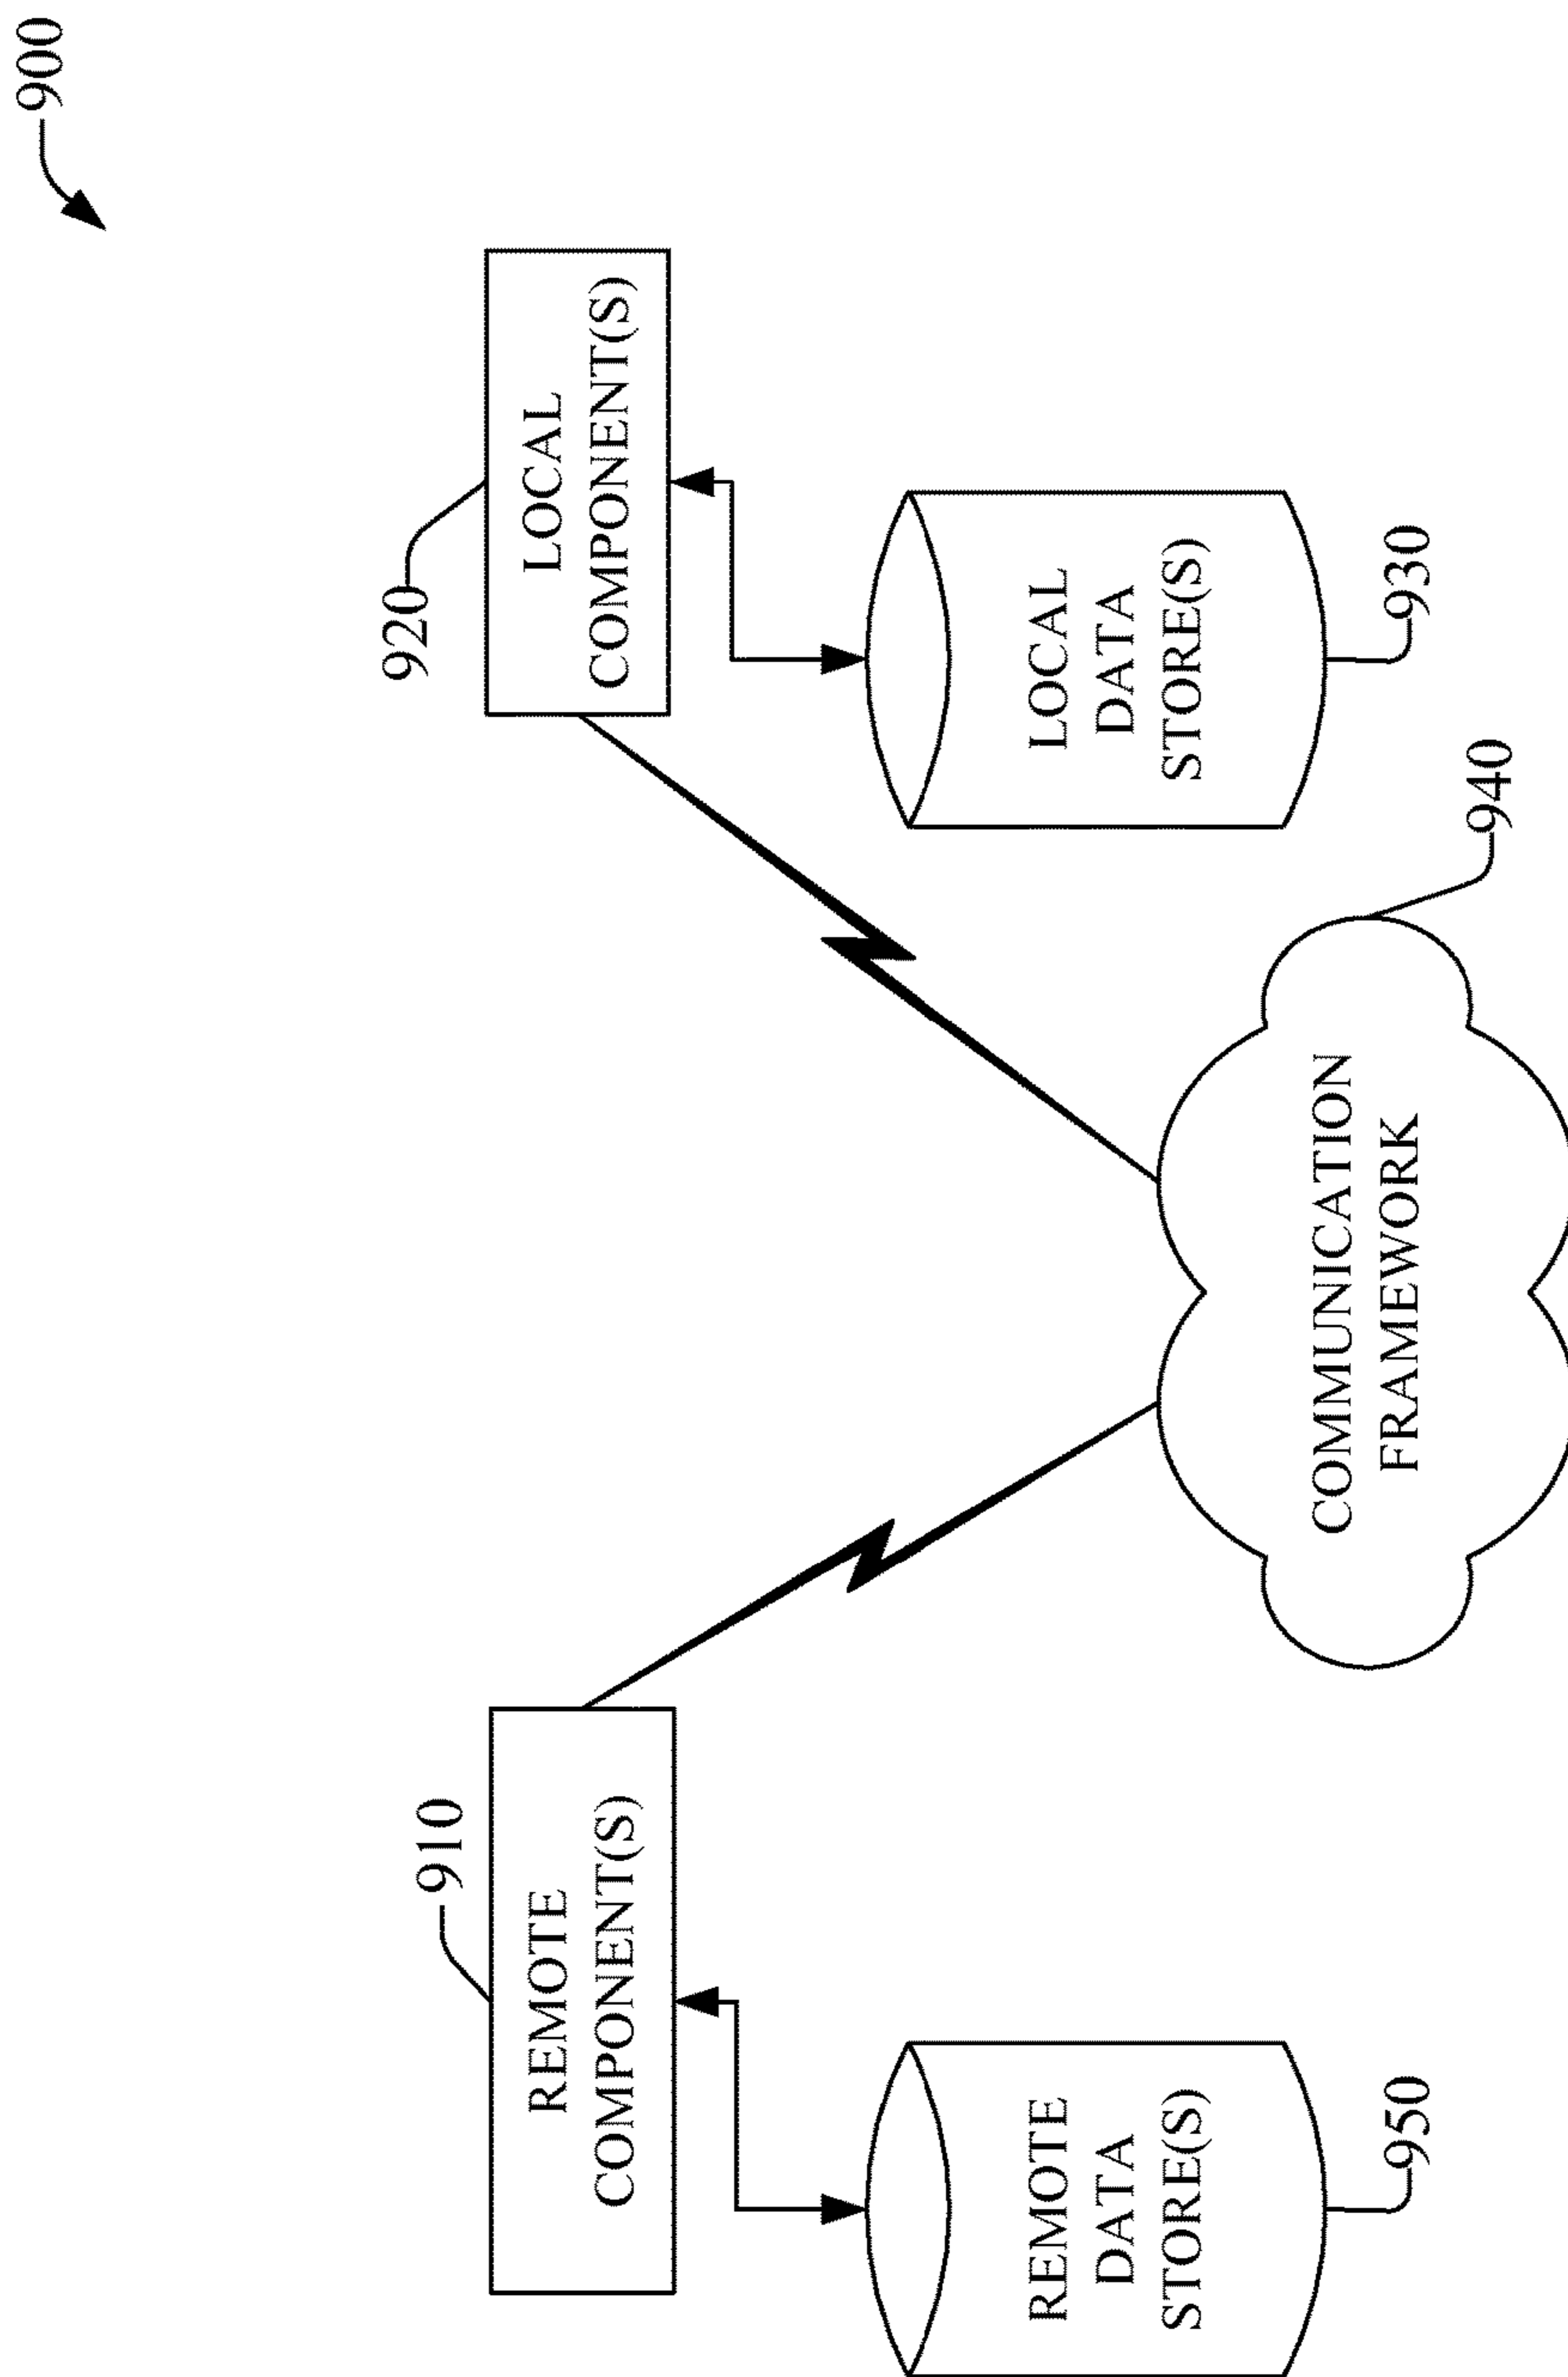 900
910
920
REMOTE
COMPONENT(S)
LOCAL
COMPONENT(S)
REMOTE
DATA
STORE(S)
COMMUNICATION
FRAMEWORK
LOCAL
DATA
STORE(S)
950
940
930